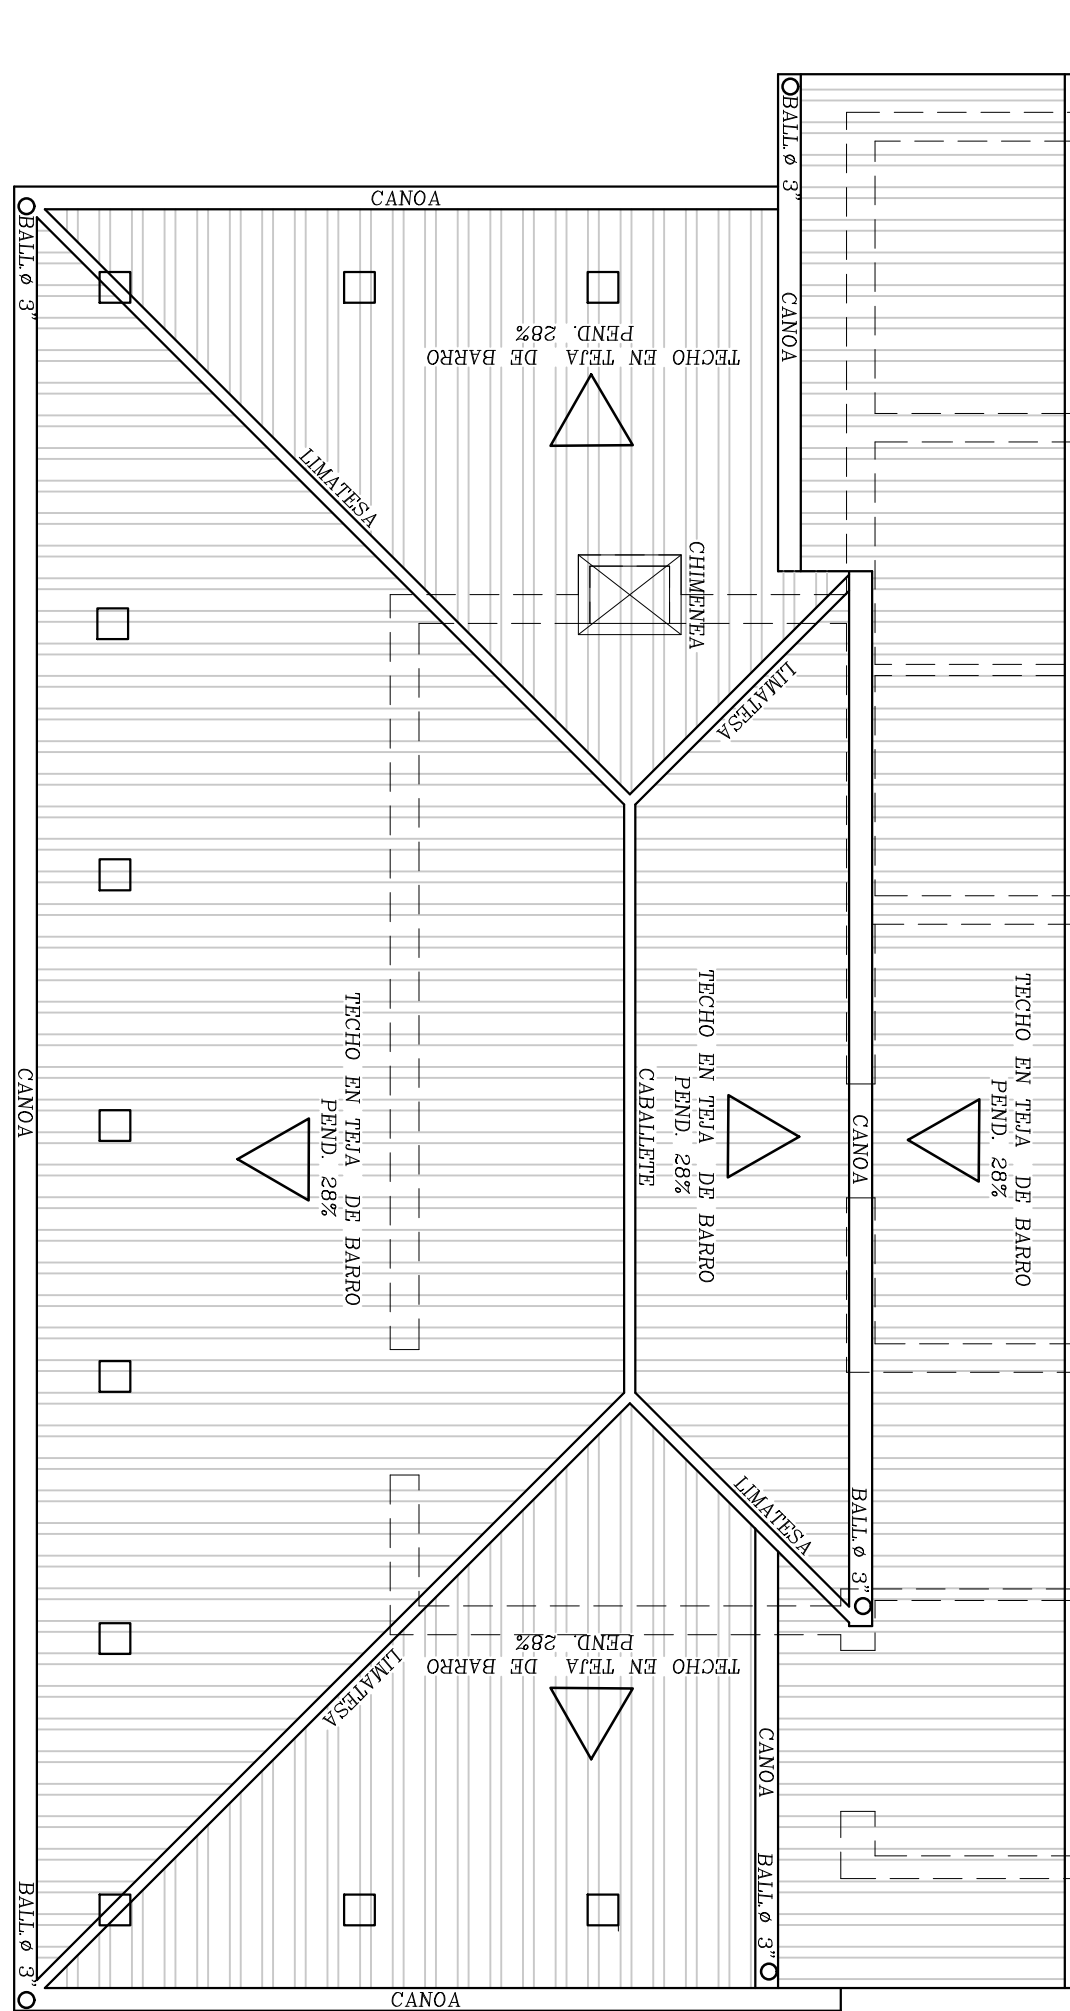 BALL. ø 3"
CANOA
BALL. ø 3"
CANOA
PEND. 28%
TECHO EN TEJA DE BARRO
LIMATESA
CHIMENEA
LIMATESA
TECHO EN TEJA DE BARRO
PEND. 28%
TECHO EN TEJA DE BARRO
PEND. 28%
TECHO EN TEJA DE BARRO
PEND. 28%
CANOA
CABALLETE
CANOA
LIMATESA
BALL. ø 3"
PEND. 28%
TECHO EN TEJA DE BARRO
LIMATESA
CANOA
BALL. ø 3"
BALL. ø 3"
CANOA